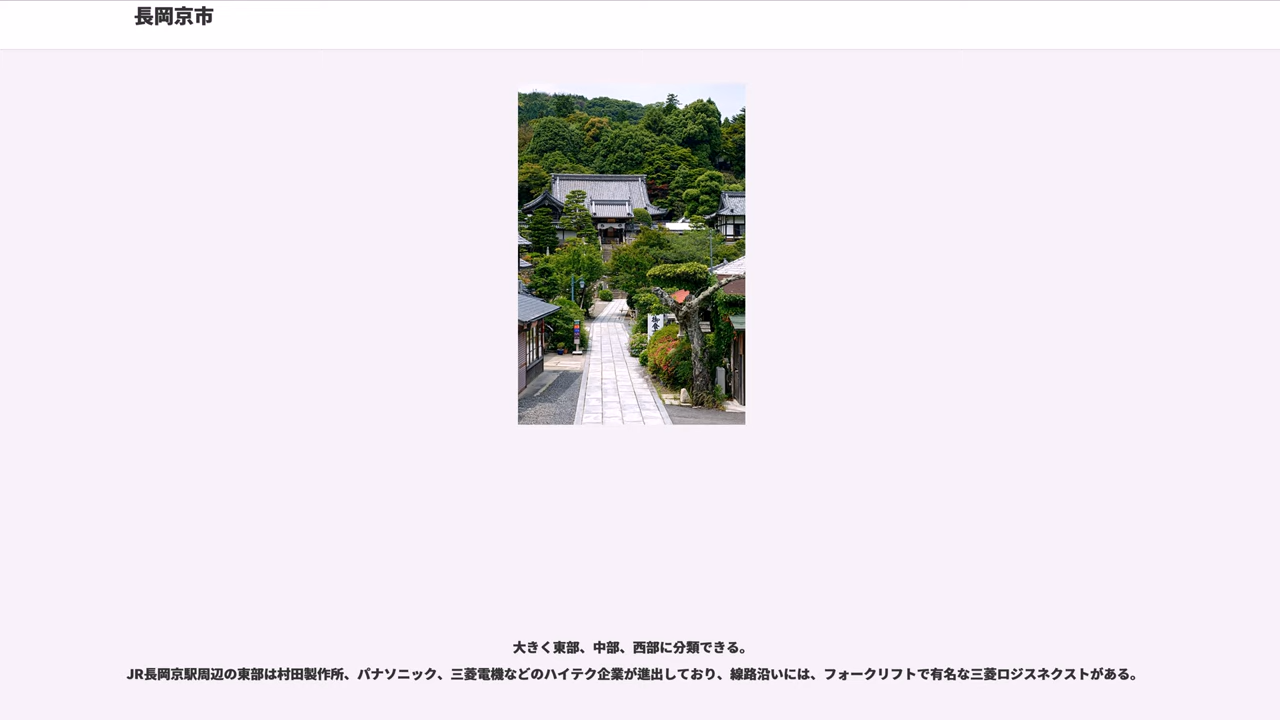 長岡京市
大きく東部、中部、西部に分類できる。
JR長岡京駅周辺の東部は村田製作所、パナソニック、三菱電機などのハイテク企業が進出しており、線路沿いには、フォークリフトで有名な三菱ロジスネクストがある。